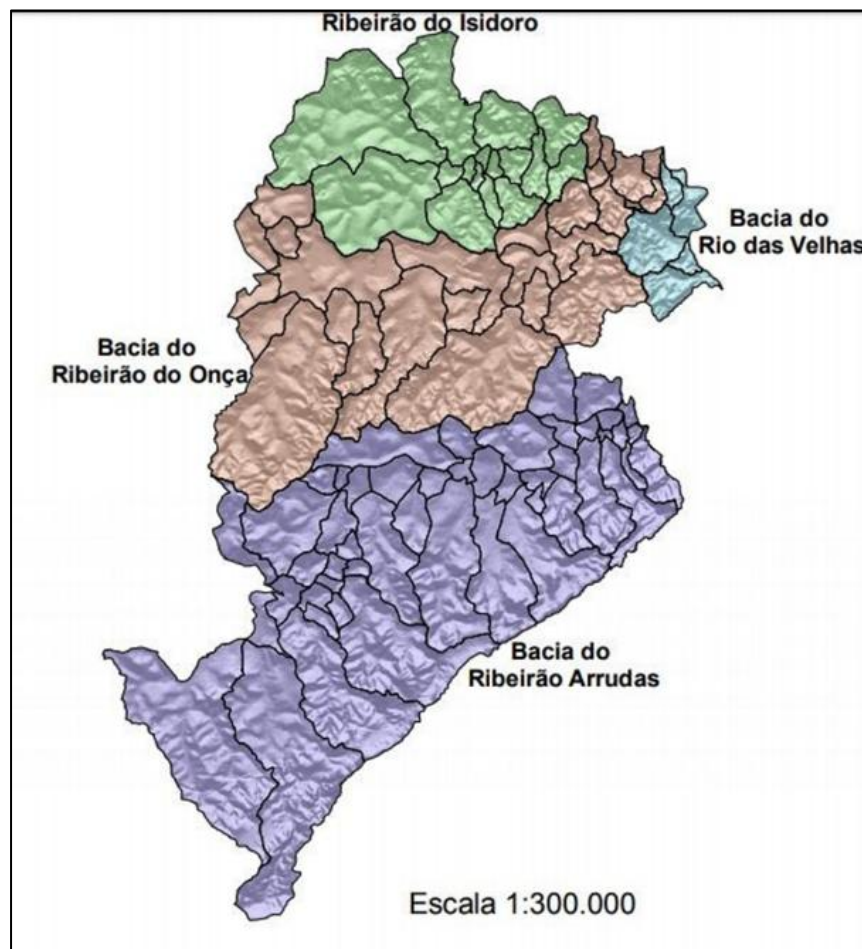 Ribeirão do Isidoro
Bacia do
Rio das Velhas
Bacia do
Ribeirão do Onça
Bacia do
Ribeirão Arrudas
Escala 1:300.000